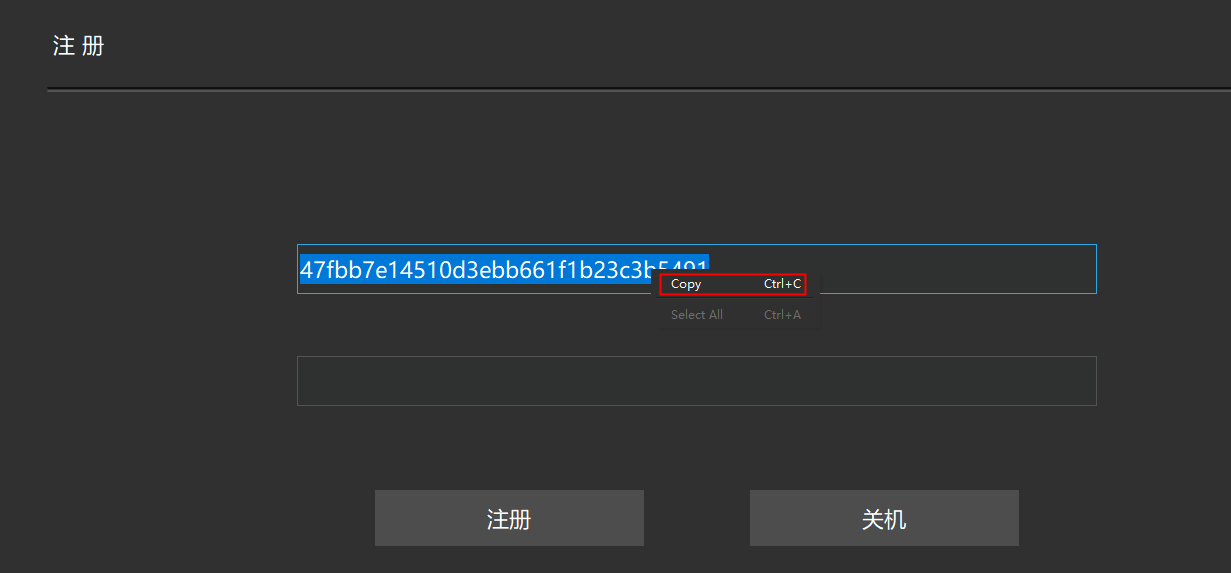 注 册
47fbb7e14510d3ebb661f1b23c3b5491
Copy Ctrl+C
Select All Ctrl+A
注册 关机